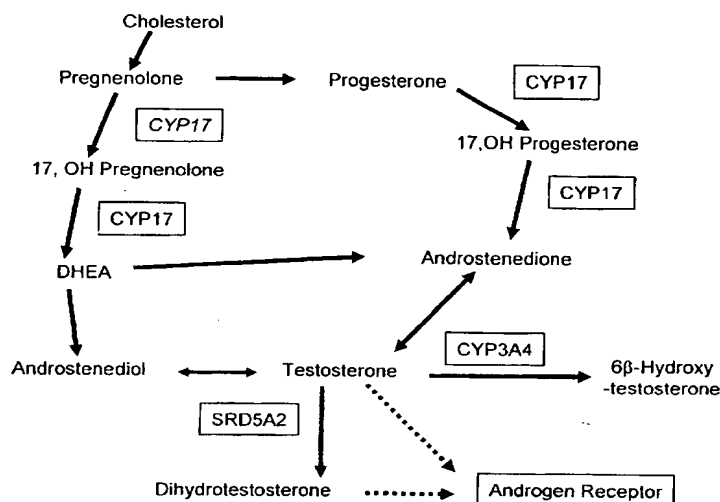 Cholesterol
Pregnenolone
Progesterone
CYP17
CYP17
17,OH Progesterone
17, OH Pregnenolone
CYP17
CYP17
DHEA
Androstenedione
CYP3A4
Androstenediol
Testosterone
6β-Hydroxy
-testosterone
SRD5A2
Dihydrotestosterone
Androgen Receptor